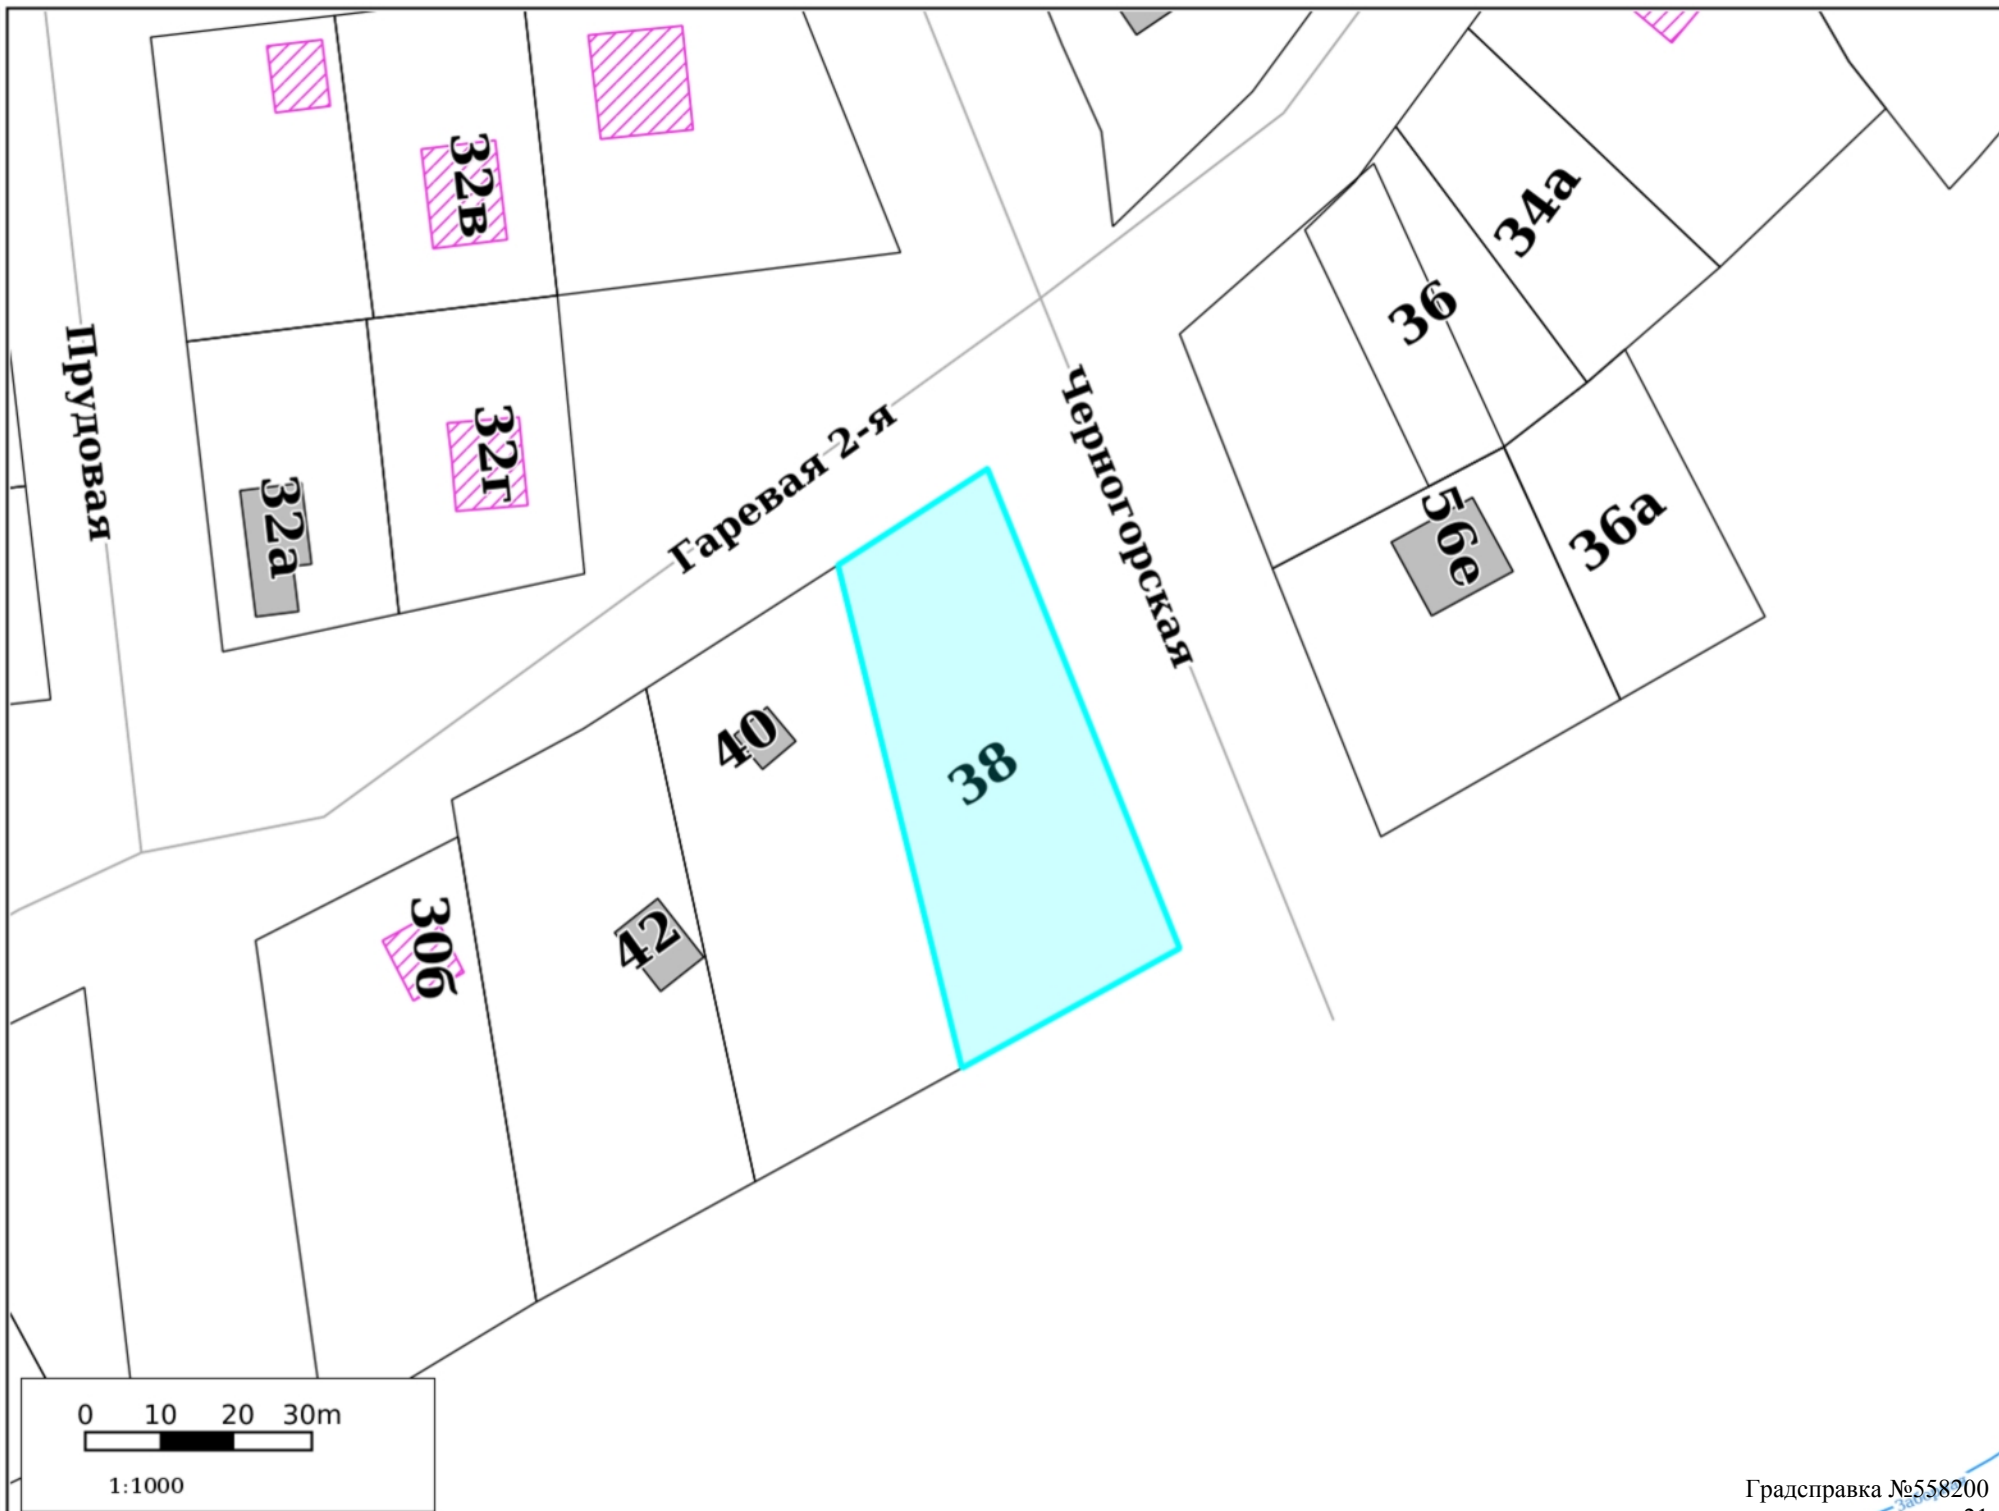 32в
34а
36
Прудовая
32г
Гаревая 2-я
Черногорская
32а
56е
36а
40
38
42
30б
0 10 20 30m
1:1000
Градсправка №558200